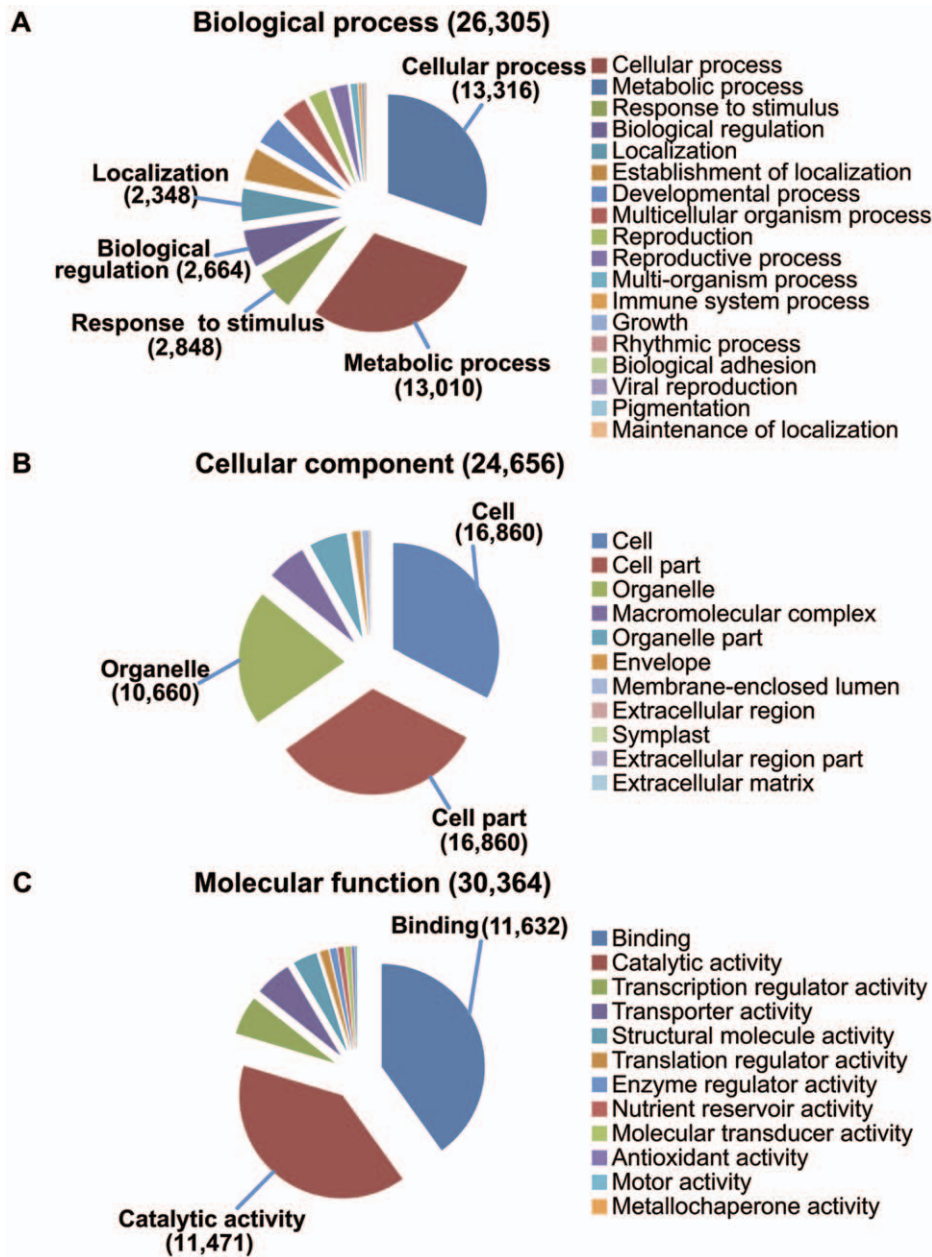 A
Biological process (26,305)
Cellular process
(13,316)
Localization
(2,348)
Biological
regulation (2,664)
Response to stimulus
(2,848)
Metabolic process
(13,010)
Cellular process
Metabolic process
Response to stimulus
Biological regulation
Localization
Establishment of localization
Developmental process
Multicellular organism process
Reproduction
Reproductive process
Multi-organism process
Immune system process
Growth
Rhythmic process
Biological adhesion
Viral reproduction
Pigmentation
Maintenance of localization
B
Cellular component (24,656)
Cell
(16,860)
Organelle
(10,660)
Cell part
(16,860)
Cell
Cell part
Organelle
Macromolecular complex
Organelle part
Envelope
Membrane-enclosed lumen
Extracellular region
Symplast
Extracellular region part
Extracellular matrix
C
Molecular function (30,364)
Binding (11,632)
Catalytic activity
(11,471)
Binding
Catalytic activity
Transcription regulator activity
Transporter activity
Structural molecule activity
Translation regulator activity
Enzyme regulator activity
Nutrient reservoir activity
Molecular transducer activity
Antioxidant activity
Motor activity
Metallochaperone activity